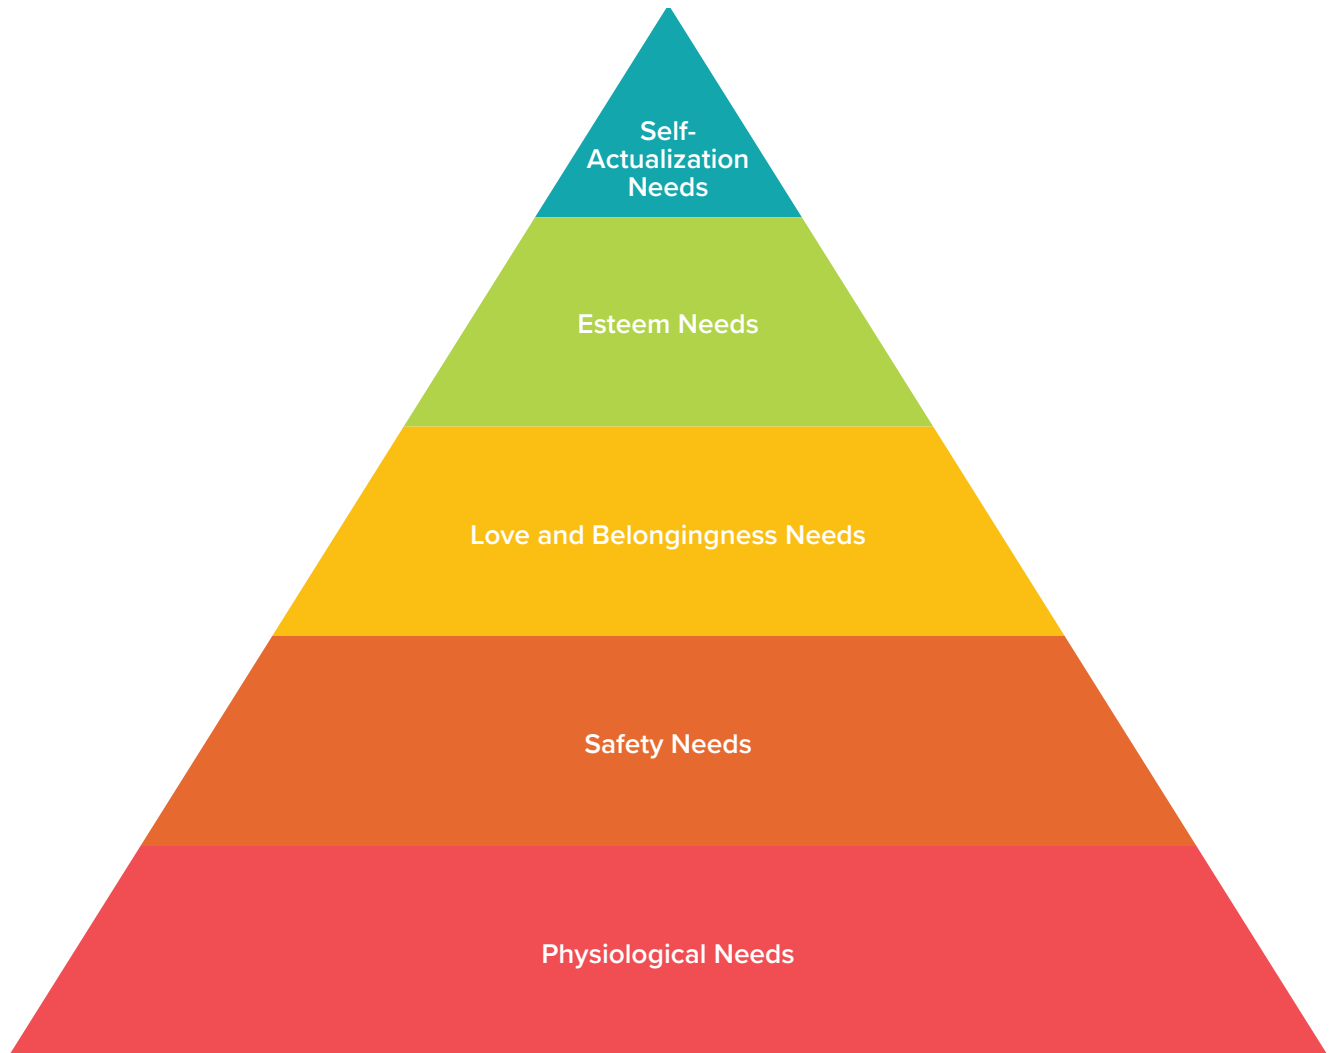 Self-
Actualization
Needs
Esteem Needs
Love and Belongingness Needs
Safety Needs
Physiological Needs